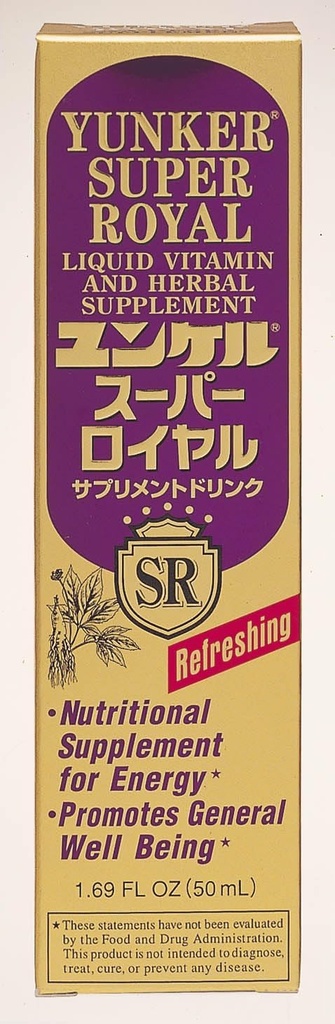 YUNKER®
SUPER
ROYAL
LIQUID VITAMIN
AND HERBAL
SUPPLEMENT
ユンケル®
スーパー
ロイヤル
サプリメントドリンク
SR
Refreshing
•Nutritional
Supplement
for Energy★
•Promotes General
Well Being★
1.69 FL OZ (50 mL)
★These statements have not been evaluated
by the Food and Drug Administration.
This product is not intended to diagnose,
treat, cure, or prevent any disease.